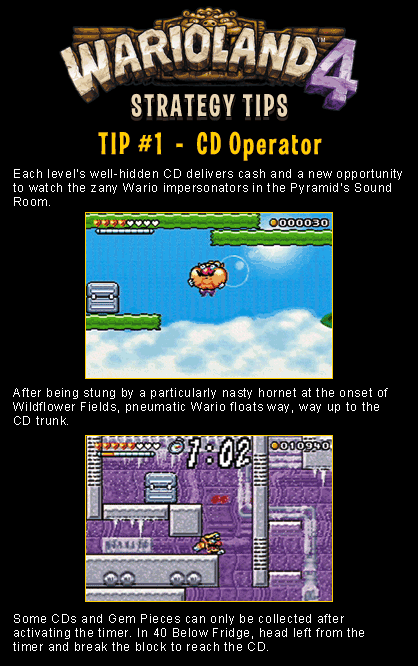 WARIOLAND 4
™
STRATEGY TIPS
TIP #1 - CD Operator
Each level's well-hidden CD delivers cash and a new opportunity
to watch the zany Wario impersonators in the Pyramid's Sound
Room.
000030
After being stung by a particularly nasty hornet at the onset of
Wildflower Fields, pneumatic Wario floats way, way up to the
CD trunk.
1:02
010950
Some CDs and Gem Pieces can only be collected after
activating the timer. In 40 Below Fridge, head left from the
timer and break the block to reach the CD.